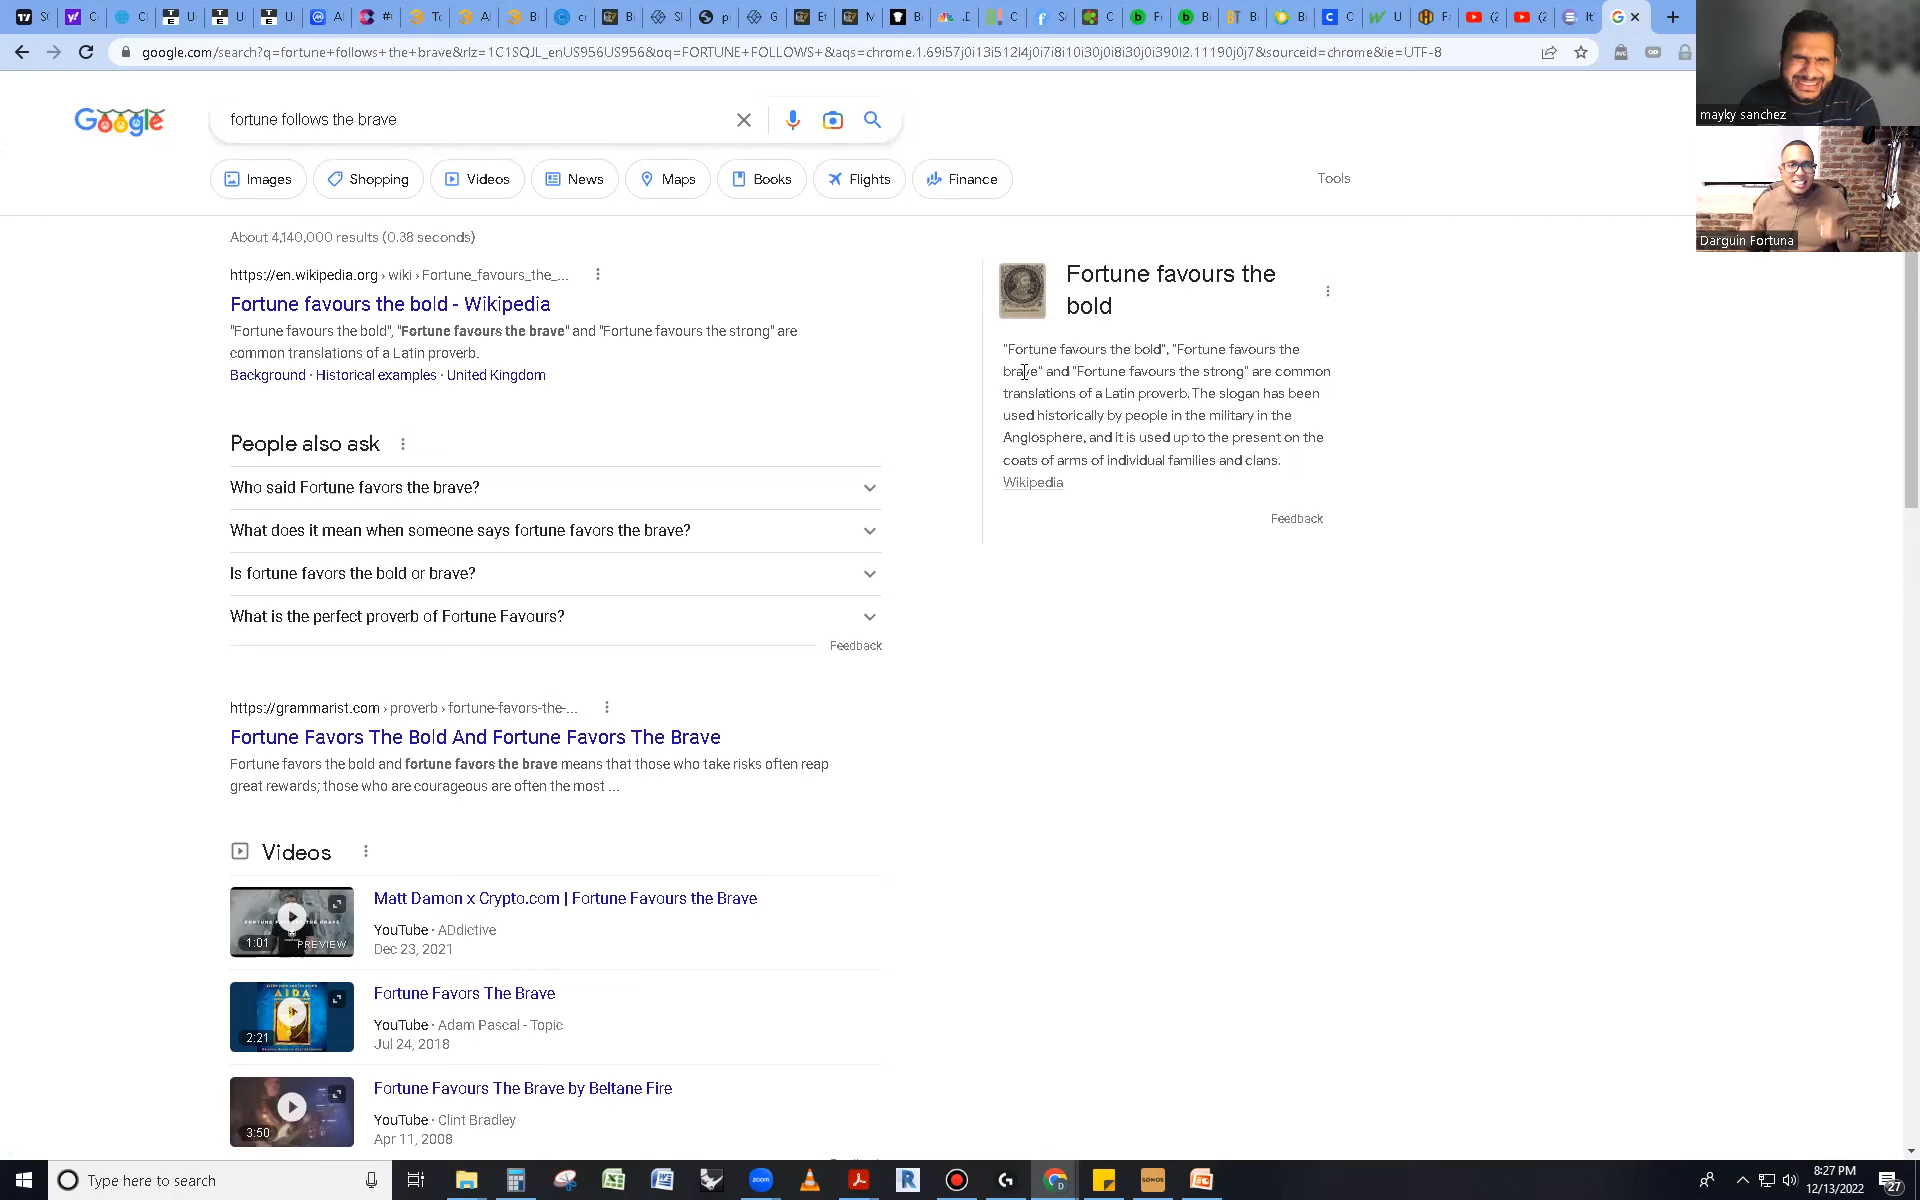 google.com/search?q=fortune+follows+the+brave&rlz=1C1SQJL_enUS956US956&oq=FORTUNE+FOLLOWS+&aqs=chrome.1.69i57j0i13i512l4j0i7i8i10i30j0i8i30j0i390l2.11190j0j7&sourceid=chrome&ie=UTF-8
mayky sanchez
Darguin Fortuna
Google
fortune follows the brave
Images
Shopping
Videos
News
Maps
Books
Flights
Finance
Tools
About 4,140,000 results (0.38 seconds)
https://en.wikipedia.org › wiki › Fortune_favours_the_...
Fortune favours the bold - Wikipedia
"Fortune favours the bold", "Fortune favours the brave" and "Fortune favours the strong" are
common translations of a Latin proverb.
Background · Historical examples · United Kingdom
People also ask
Who said Fortune favors the brave?
What does it mean when someone says fortune favors the brave?
Is fortune favors the bold or brave?
What is the perfect proverb of Fortune Favours?
Feedback
https://grammarist.com › proverb › fortune-favors-the-...
Fortune Favors The Bold And Fortune Favors The Brave
Fortune favors the bold and fortune favors the brave means that those who take risks often reap
great rewards; those who are courageous are often the most ...
Videos
Matt Damon x Crypto.com | Fortune Favours the Brave
YouTube · ADdictive
Dec 23, 2021
1:01
PREVIEW
Fortune Favors The Brave
YouTube · Adam Pascal - Topic
Jul 24, 2018
AIDA
2:21
Fortune Favours The Brave by Beltane Fire
YouTube · Clint Bradley
Apr 11, 2008
3:50
Fortune favours the
bold
"Fortune favours the bold", "Fortune favours the
brave" and "Fortune favours the strong" are common
translations of a Latin proverb. The slogan has been
used historically by people in the military in the
Anglosphere, and it is used up to the present on the
coats of arms of individual families and clans.
Wikipedia
Feedback
Type here to search
zoom
SONOS
8:27 PM
12/13/2022
27